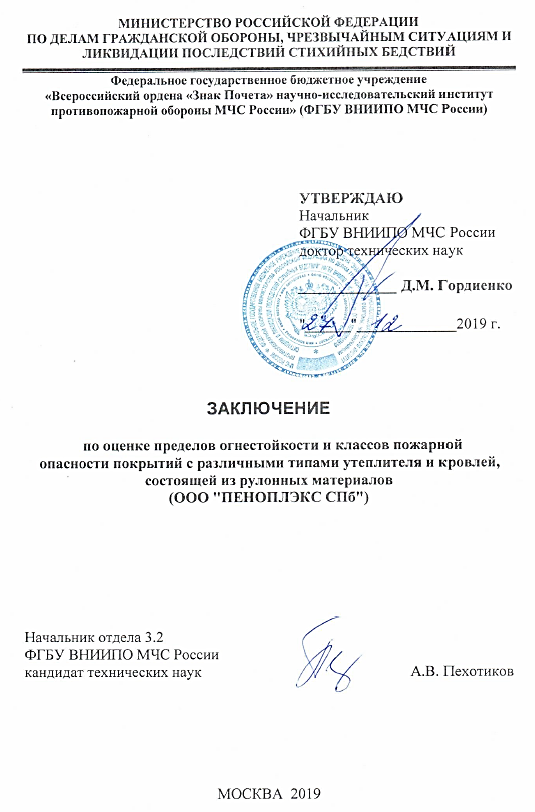 МИНИСТЕРСТВО РОССИЙСКОЙ ФЕДЕРАЦИИ
ПО ДЕЛАМ ГРАЖДАНСКОЙ ОБОРОНЫ, ЧРЕЗВЫЧАЙНЫМ СИТУАЦИЯМ И
ЛИКВИДАЦИИ ПОСЛЕДСТВИЙ СТИХИЙНЫХ БЕДСТВИЙ
Федеральное государственное бюджетное учреждение
«Всероссийский ордена «Знак Почета» научно-исследовательский институт
противопожарной обороны МЧС России» (ФГБУ ВНИИПО МЧС России)
УТВЕРЖДАЮ
Начальник
ФГБУ ВНИИПО МЧС России
доктор технических наук
Д.М. Гордиенко
"27" 12 2019 г.
ЗАКЛЮЧЕНИЕ
по оценке пределов огнестойкости и классов пожарной
опасности покрытий с различными типами утеплителя и кровлей,
состоящей из рулонных материалов
(ООО "ПЕНОПЛЭКС СПб")
Начальник отдела 3.2
ФГБУ ВНИИПО МЧС России
кандидат технических наук А.В. Пехотиков
МОСКВА 2019